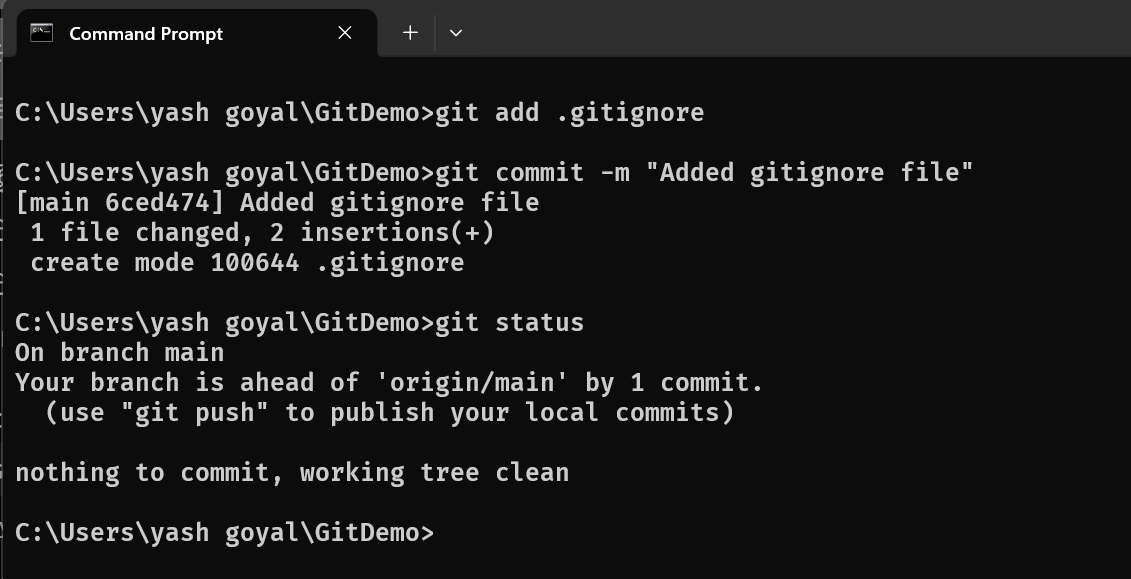 Command Prompt
C:\Users\yash goyal\GitDemo>git add .gitignore
C:\Users\yash goyal\GitDemo>git commit -m "Added gitignore file"
[main 6ced474] Added gitignore file
 1 file changed, 2 insertions(+)
 create mode 100644 .gitignore
C:\Users\yash goyal\GitDemo>git status
On branch main
Your branch is ahead of 'origin/main' by 1 commit.
  (use "git push" to publish your local commits)
nothing to commit, working tree clean
C:\Users\yash goyal\GitDemo>